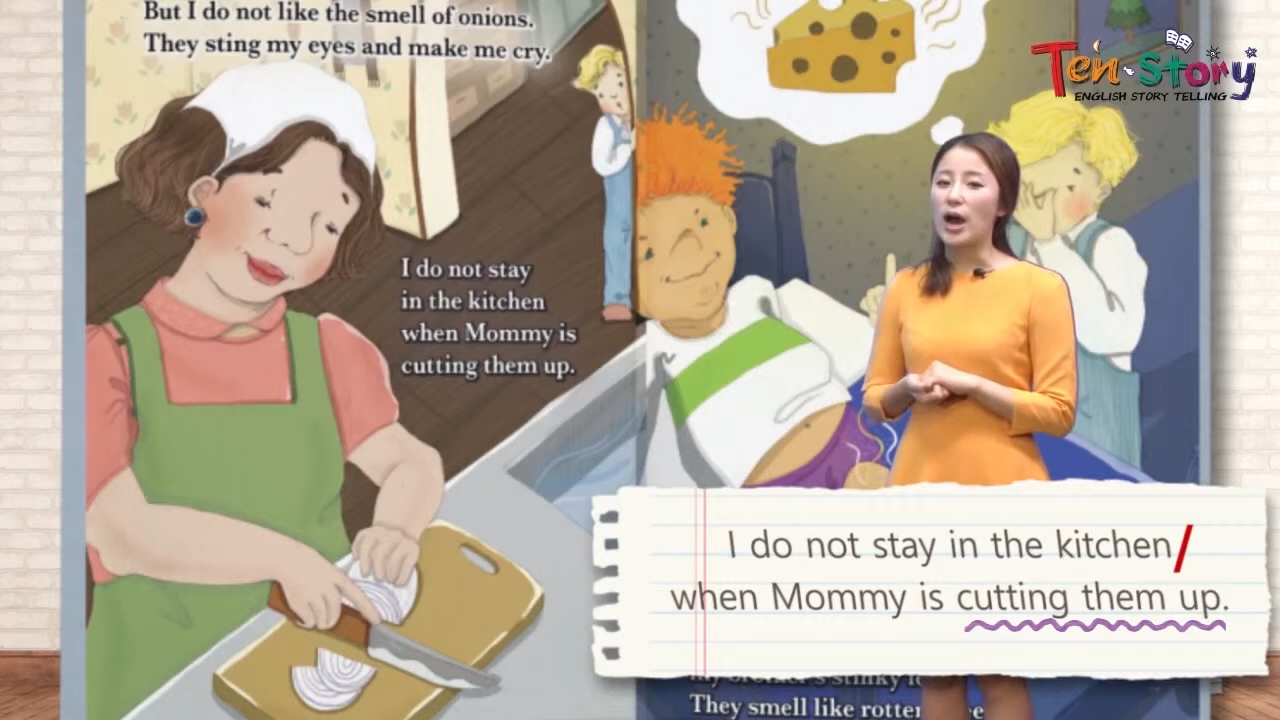 But I do not like the smell of onions.
They sting my eyes and make me cry.
I do not stay
in the kitchen
when Mommy is
cutting them up.
Ten-Story
ENGLISH STORY TELLING
I do not stay in the kitchen/
when Mommy is cutting them up.
stinky
They smell like